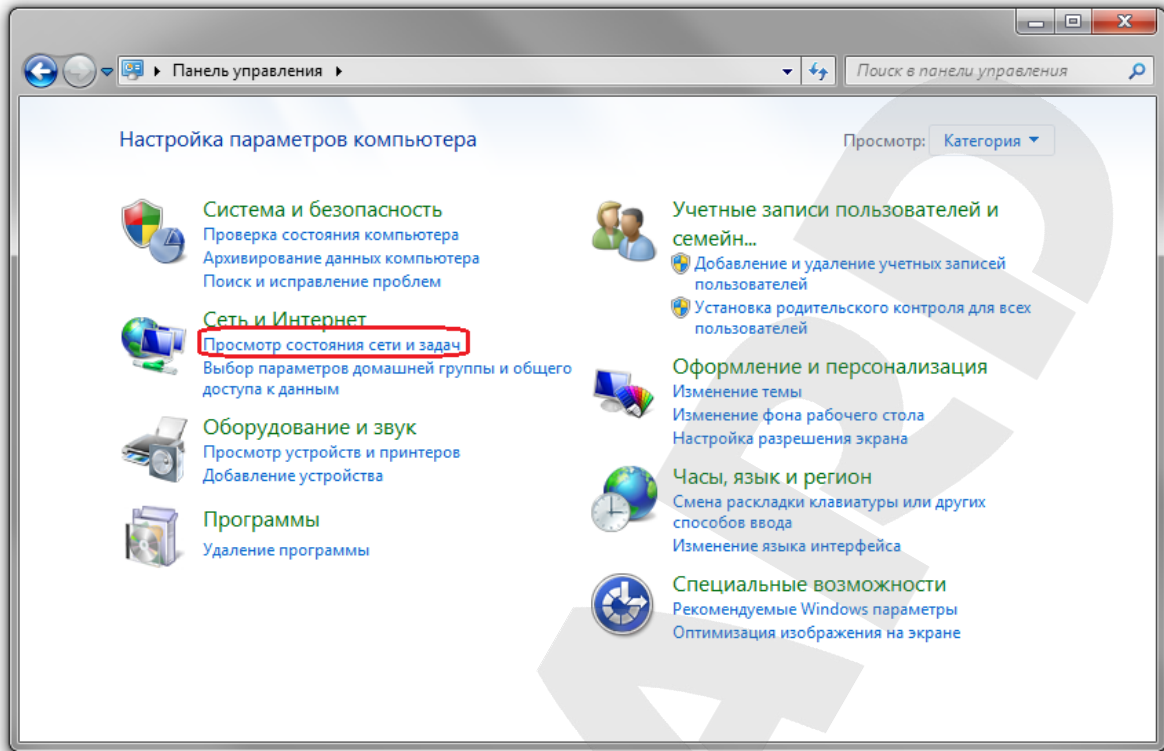 Панель управления
Поиск в панели управления
Настройка параметров компьютера
Просмотр: Категория
Система и безопасность
Проверка состояния компьютера
Архивирование данных компьютера
Поиск и исправление проблем
Сеть и Интернет
Просмотр состояния сети и задач
Выбор параметров домашней группы и общего
доступа к данным
Оборудование и звук
Просмотр устройств и принтеров
Добавление устройства
Программы
Удаление программы
Учетные записи пользователей и
семейн...
Добавление и удаление учетных записей
пользователей
Установка родительского контроля для всех
пользователей
Оформление и персонализация
Изменение темы
Изменение фона рабочего стола
Настройка разрешения экрана
Часы, язык и регион
Смена раскладки клавиатуры или других
способов ввода
Изменение языка интерфейса
Специальные возможности
Рекомендуемые Windows параметры
Оптимизация изображения на экране
ARD